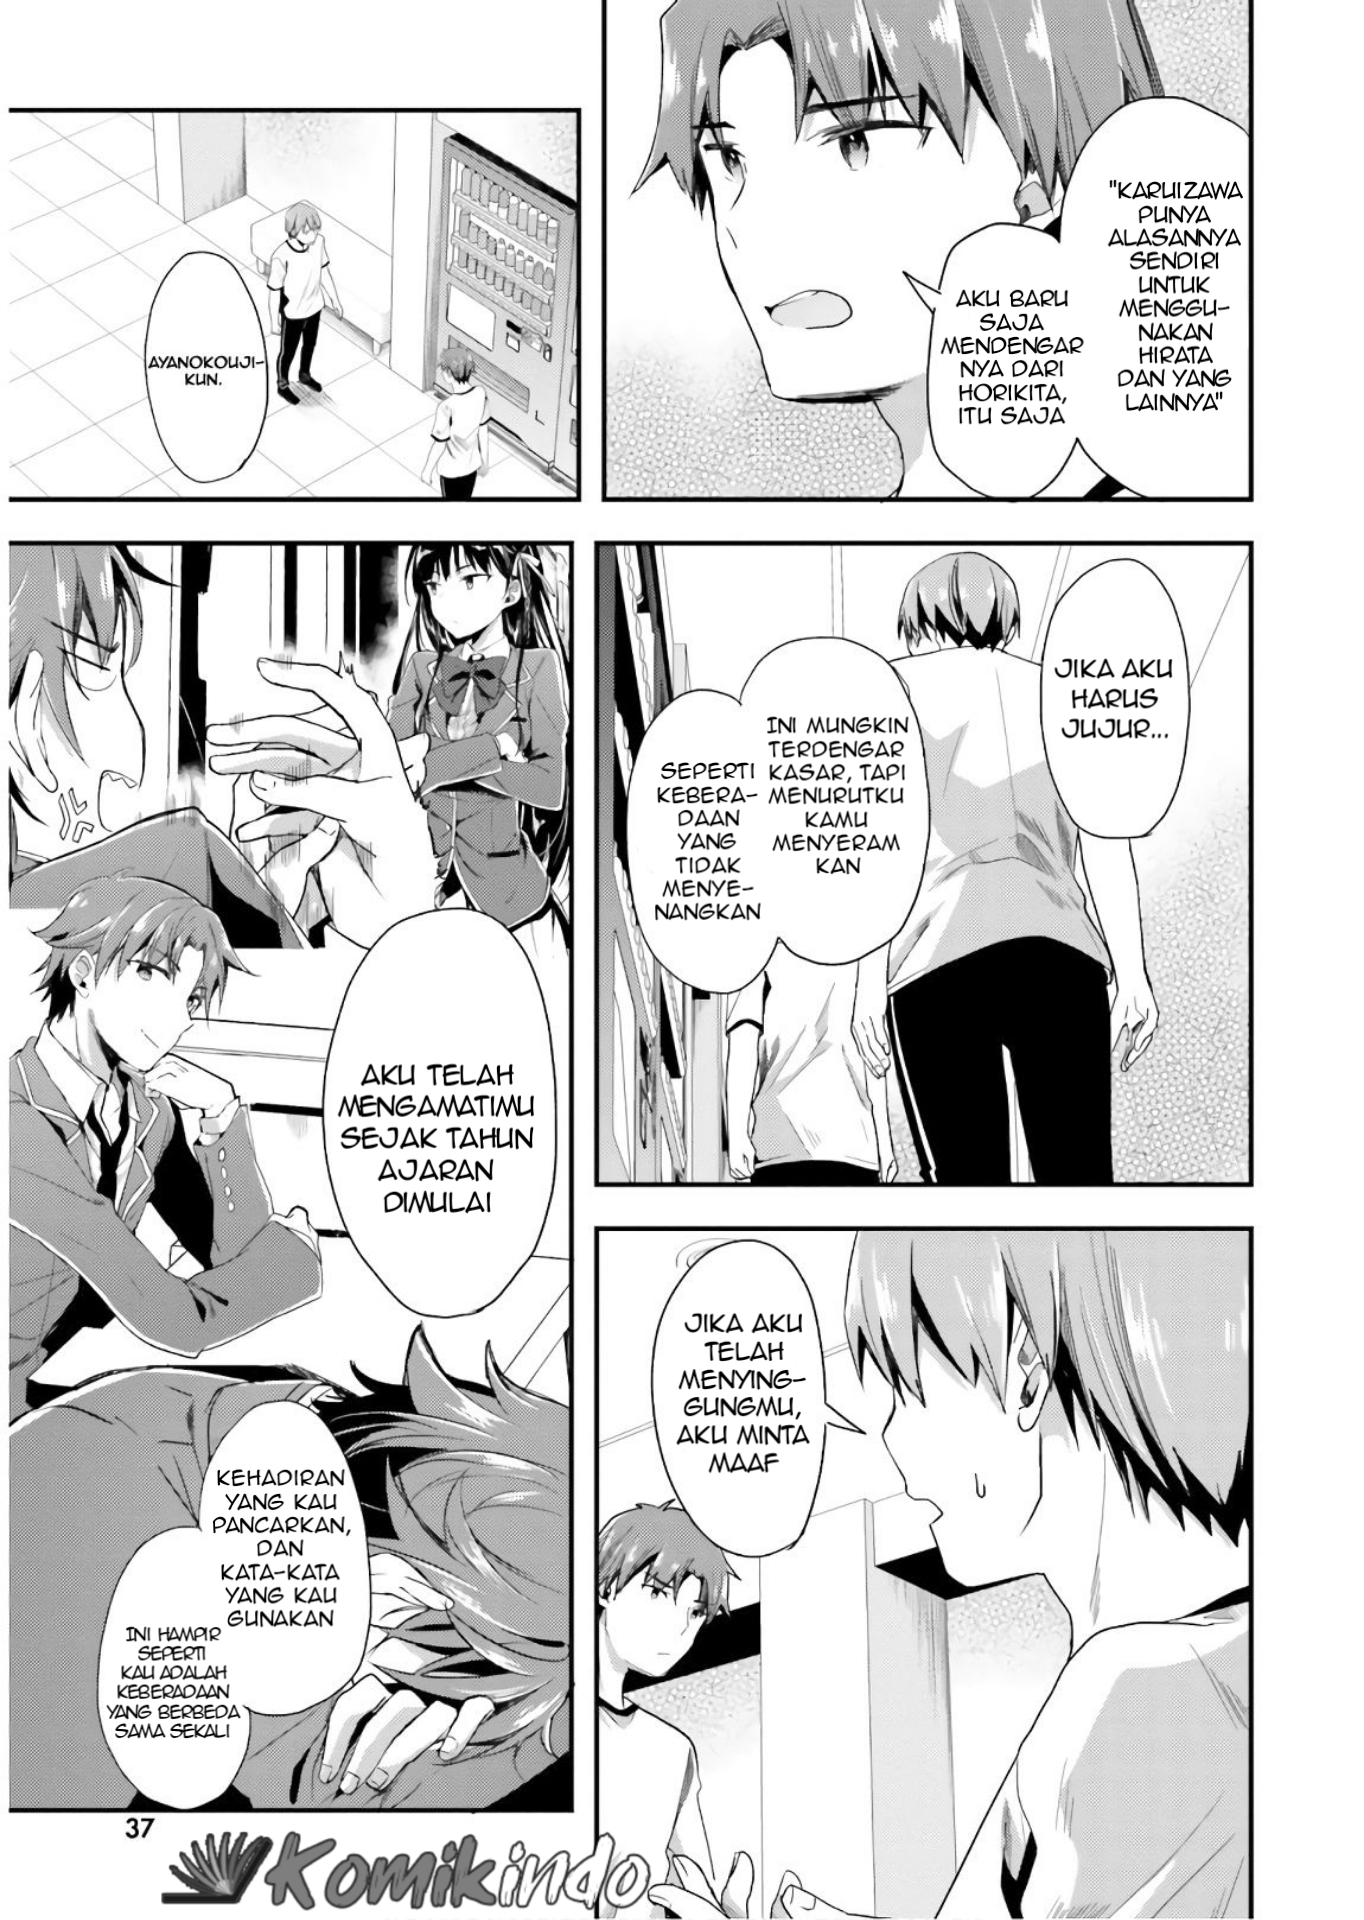 "KARUIZAWA
PUNYA
ALASANNYA
SENDIRI
UNTUK
MENGGU-
NAKAN
HIRATA
DAN YANG
LAINNYA"
AKU BARU
SAJA
MENDENGAR
NYA DARI
HORIKITA,
ITU SAJA
AYANOKOUJI-
KUN.
JIKA AKU
HARUS
JUJUR...
INI MUNGKIN
TERDENGAR
KASAR, TAPI
MENURUTKU
KAMU
MENYERAM
KAN
SEPERTI
KEBERA-
DAAN
YANG
TIDAK
MENYE-
NANGKAN
AKU TELAH
MENGAMATIMU
SEJAK TAHUN
AJARAN
DIMULAI
KEHADIRAN
YANG KAU
PANCARKAN,
DAN
KATA-KATA
YANG KAU
GUNAKAN
INI HAMPIR
SEPERTI
KAU ADALAH
KEBERADAAN
YANG BERBEDA
SAMA SEKALI
JIKA AKU
TELAH
MENYING-
GUNGMU,
AKU MINTA
MAAF
37
Komikindo